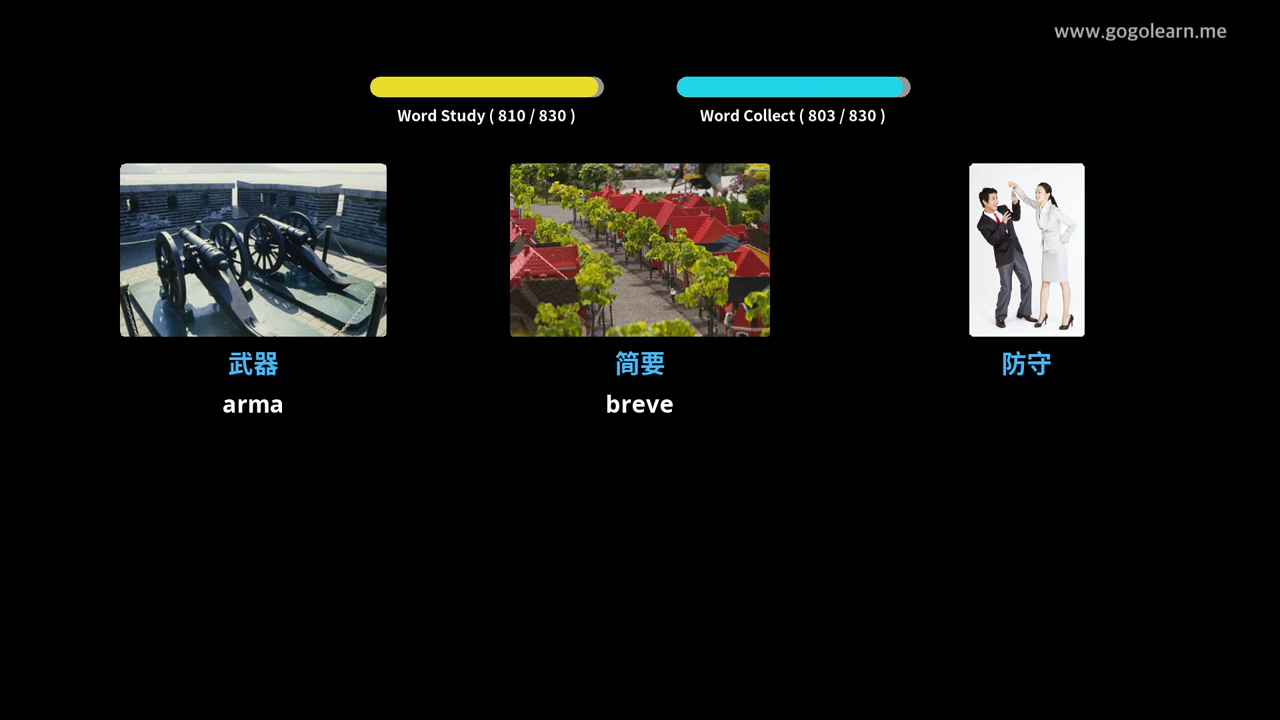 www.gogolearn.me
Word Study ( 810 / 830 )
Word Collect ( 803 / 830 )
武器
简要
防守
arma
breve